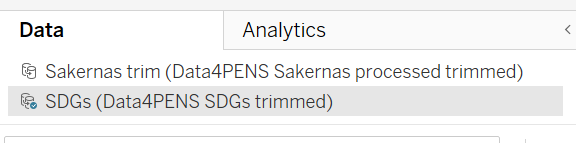 Data Analytics
Sakernas trim (Data4PENS Sakernas processed trimmed)
SDGs (Data4PENS SDGs trimmed)